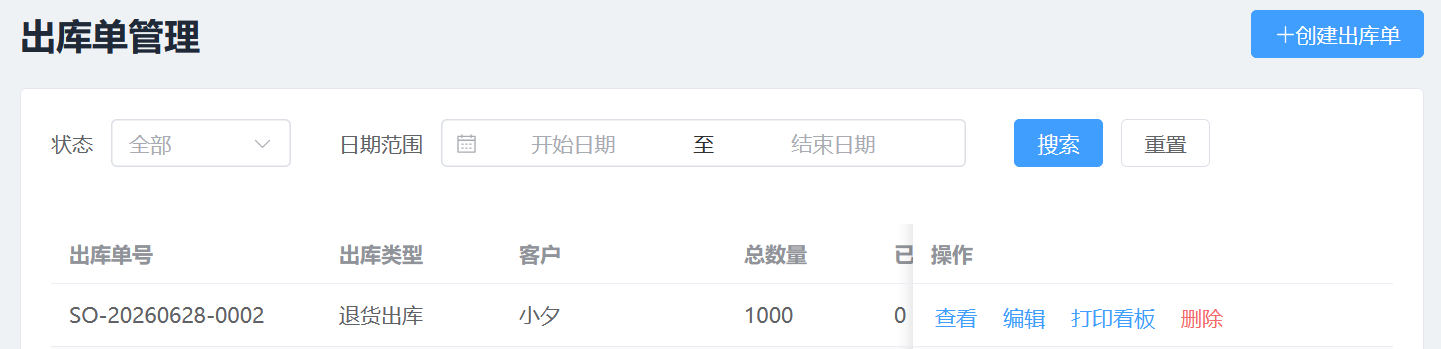 出库单管理
+创建出库单
状态 全部 日期范围 开始日期 至 结束日期 搜索 重置
出库单号 出库类型 客户 总数量 已 操作
SO-20260628-0002 退货出库 小夕 1000 0 查看 编辑 打印看板 删除